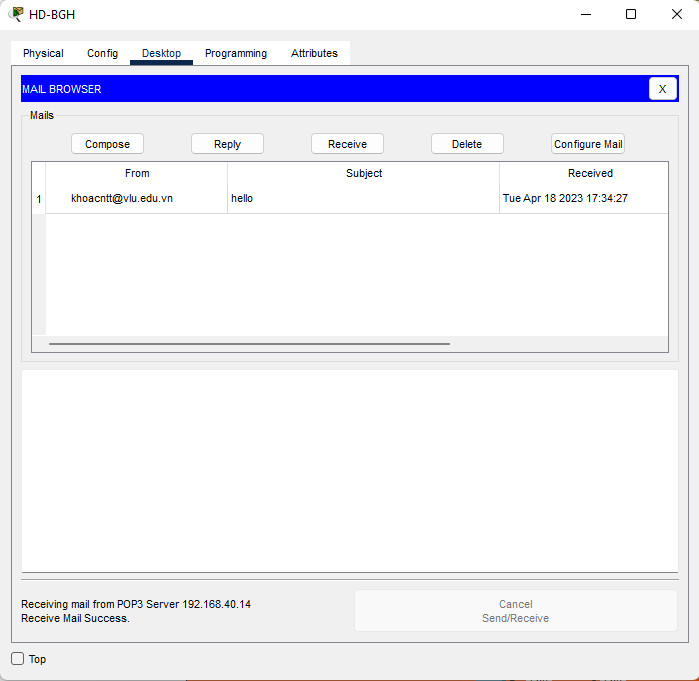 HD-BGH
Physical Config Desktop Programming Attributes
MAIL BROWSER X
Mails
Compose Reply Receive Delete Configure Mail
From Subject Received
1 khoacntt@vlu.edu.vn hello Tue Apr 18 2023 17:34:27
Receiving mail from POP3 Server 192.168.40.14
Receive Mail Success.
Cancel
Send/Receive
Top